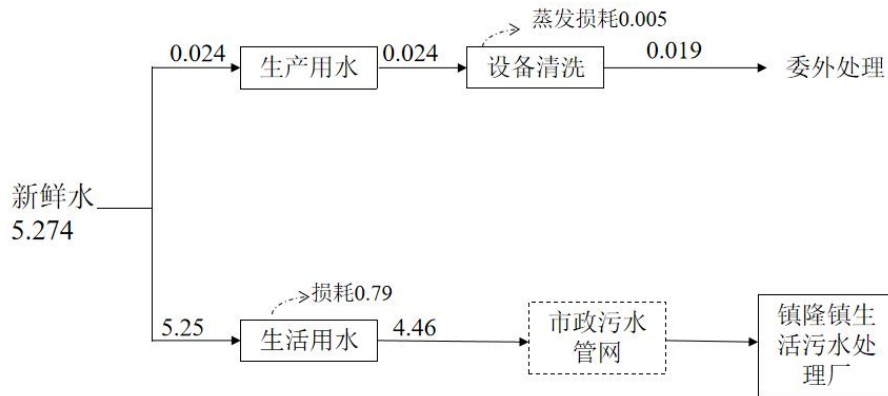 蒸发损耗0.005
0.024
生产用水
0.024
设备清洗
0.019
委外处理
新鲜水
5.274
损耗0.79
5.25
生活用水
4.46
市政污水
管网
镇隆镇生
活污水处
理厂